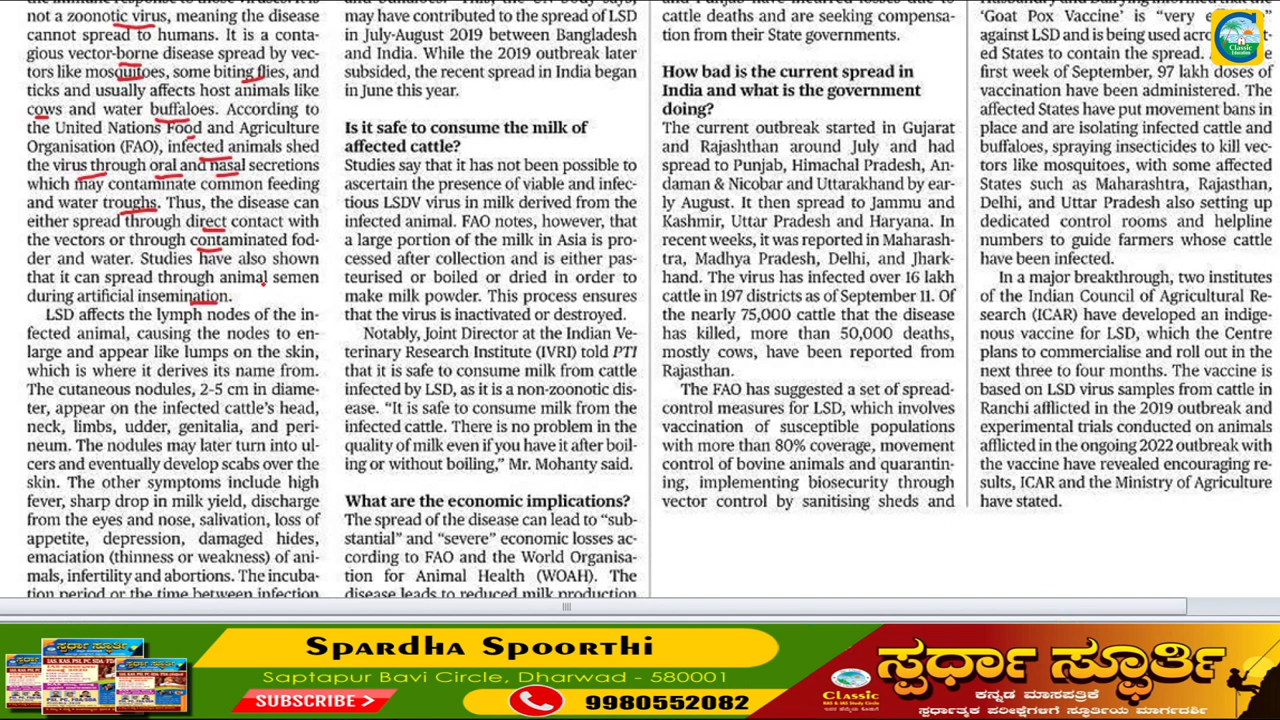 the immune response to those viruses. It is
not a zoonotic virus, meaning the disease
cannot spread to humans. It is a conta-
gious vector-borne disease spread by vec-
tors like mosquitoes, some biting flies, and
ticks and usually affects host animals like
cows and water buffaloes. According to
the United Nations Food and Agriculture
Organisation (FAO), infected animals shed
the virus through oral and nasal secretions
which may contaminate common feeding
and water troughs. Thus, the disease can
either spread through direct contact with
the vectors or through contaminated fod-
der and water. Studies have also shown
that it can spread through animal semen
during artificial insemination.
LSD affects the lymph nodes of the in-
fected animal, causing the nodes to en-
large and appear like lumps on the skin,
which is where it derives its name from.
The cutaneous nodules, 2-5 cm in diame-
ter, appear on the infected cattle's head,
neck, limbs, udder, genitalia, and peri-
neum. The nodules may later turn into ul-
cers and eventually develop scabs over the
skin. The other symptoms include high
fever, sharp drop in milk yield, discharge
from the eyes and nose, salivation, loss of
appetite, depression, damaged hides,
emaciation (thinness or weakness) of ani-
mals, infertility and abortions. The incuba-
tion period or the time between infection
may have contributed to the spread of LSD
in July-August 2019 between Bangladesh
and India. While the 2019 outbreak later
subsided, the recent spread in India began
in June this year.
Is it safe to consume the milk of
affected cattle?
Studies say that it has not been possible to
ascertain the presence of viable and infec-
tious LSDV virus in milk derived from the
infected animal. FAO notes, however, that
a large portion of the milk in Asia is pro-
cessed after collection and is either pas-
teurised or boiled or dried in order to
make milk powder. This process ensures
that the virus is inactivated or destroyed.
Notably, Joint Director at the Indian Ve-
terinary Research Institute (IVRI) told PTI
that it is safe to consume milk from cattle
infected by LSD, as it is a non-zoonotic dis-
ease. “It is safe to consume milk from the
infected cattle. There is no problem in the
quality of milk even if you have it after boil-
ing or without boiling,” Mr. Mohanty said.
What are the economic implications?
The spread of the disease can lead to “sub-
stantial” and “severe” economic losses ac-
cording to FAO and the World Organisa-
tion for Animal Health (WOAH). The
disease leads to reduced milk production
cattle deaths and are seeking compensa-
tion from their State governments.
How bad is the current spread in
India and what is the government
doing?
The current outbreak started in Gujarat
and Rajashthan around July and had
spread to Punjab, Himachal Pradesh, An-
daman & Nicobar and Uttarakhand by ear-
ly August. It then spread to Jammu and
Kashmir, Uttar Pradesh and Haryana. In
recent weeks, it was reported in Maharash-
tra, Madhya Pradesh, Delhi, and Jhark-
hand. The virus has infected over 16 lakh
cattle in 197 districts as of September 11. Of
the nearly 75,000 cattle that the disease
has killed, more than 50,000 deaths,
mostly cows, have been reported from
Rajasthan.
The FAO has suggested a set of spread-
control measures for LSD, which involves
vaccination of susceptible populations
with more than 80% coverage, movement
control of bovine animals and quarantin-
ing, implementing biosecurity through
vector control by sanitising sheds and
‘Goat Pox Vaccine’ is “very
against LSD and is being used
ed States to contain the spread.
first week of September, 97 lakh doses of
vaccination have been administered. The
affected States have put movement bans in
place and are isolating infected cattle and
buffaloes, spraying insecticides to kill vec-
tors like mosquitoes, with some affected
States such as Maharashtra, Rajasthan,
Delhi, and Uttar Pradesh also setting up
dedicated control rooms and helpline
numbers to guide farmers whose cattle
have been infected.
In a major breakthrough, two institutes
of the Indian Council of Agricultural Re-
search (ICAR) have developed an indige-
nous vaccine for LSD, which the Centre
plans to commercialise and roll out in the
next three to four months. The vaccine is
based on LSD virus samples from cattle in
Ranchi afflicted in the 2019 outbreak and
experimental trials conducted on animals
afflicted in the ongoing 2022 outbreak with
the vaccine have revealed encouraging re-
sults, ICAR and the Ministry of Agriculture
have stated.
Classic
Education
Spardha Spoorthi
Saptapur Bavi Circle, Dharwad - 580001
SUBSCRIBE
9980552082
ಸ್ಪರ್ಧಾ ಸ್ಫೂರ್ತಿ
ಕನ್ನಡ ಮಾಸಪತ್ರಿಕೆ
ಸ್ಪರ್ಧಾತ್ಮಕ ಪರೀಕ್ಷೆಗಳಿಗೆ ಸ್ಫೂರ್ತಿಯ ಮಾರ್ಗದರ್ಶಿ
Classic
KAS & IAS Study Circle